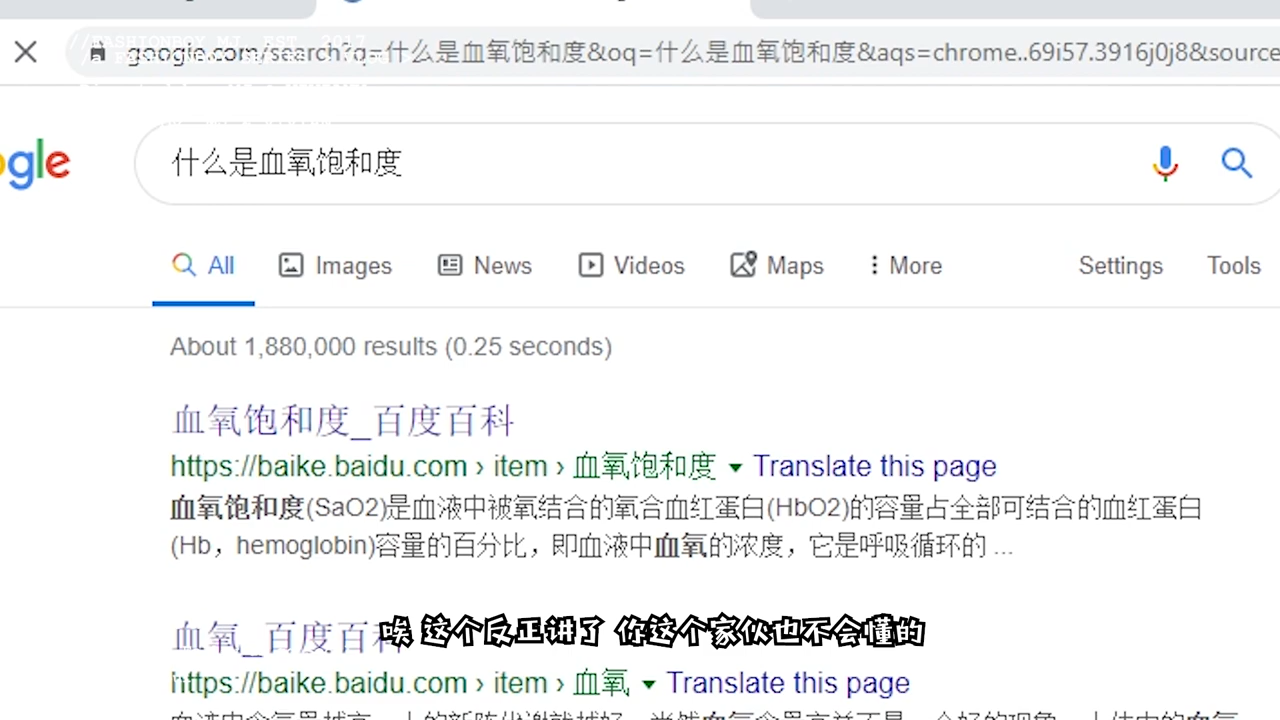 //FASHIONBOY MJ, EST. 2017
google.com/search?q=什么是血氧饱和度&oq=什么是血氧饱和度&aqs=chrome..69i57.3916j0j8&source
gle
什么是血氧饱和度
All Images News Videos Maps More Settings Tools
About 1,880,000 results (0.25 seconds)
血氧饱和度_百度百科
https://baike.baidu.com › item › 血氧饱和度 Translate this page
血氧饱和度(SaO2)是血液中被氧结合的氧合血红蛋白(HbO2)的容量占全部可结合的血红蛋白
(Hb，hemoglobin)容量的百分比，即血液中血氧的浓度，它是呼吸循环的 ...
血氧_百度百科
唉 这个反正讲了 你这个家伙也不会懂的
https://baike.baidu.com › item › 血氧 Translate this page